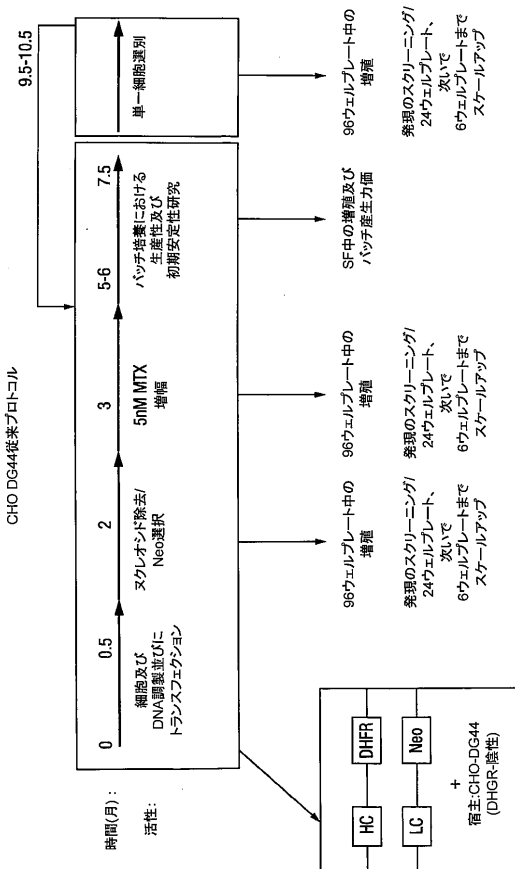 CHO DG44従来プロトコル
9.5-10.5
時間(月)：
0
0.5
2
3
5-6
7.5
活性：
細胞及び
DNA調製並びに
トランスフェクション
ヌクレオシド除去/
Neo選択
5nM MTX
増幅
バッチ培養における
生産性及び
初期安定性研究
単一細胞選別
96ウェルプレート中の
増殖
発現のスクリーニング/
24ウェルプレート、
次いで
6ウェルプレートまで
スケールアップ
96ウェルプレート中の
増殖
発現のスクリーニング/
24ウェルプレート、
次いで
6ウェルプレートまで
スケールアップ
SF中の増殖及び
バッチ産生力価
96ウェルプレート中の
増殖
発現のスクリーニング/
24ウェルプレート、
次いで
6ウェルプレートまで
スケールアップ
HC
DHFR
LC
Neo
+
宿主:CHO-DG44
(DHGR-陰性)